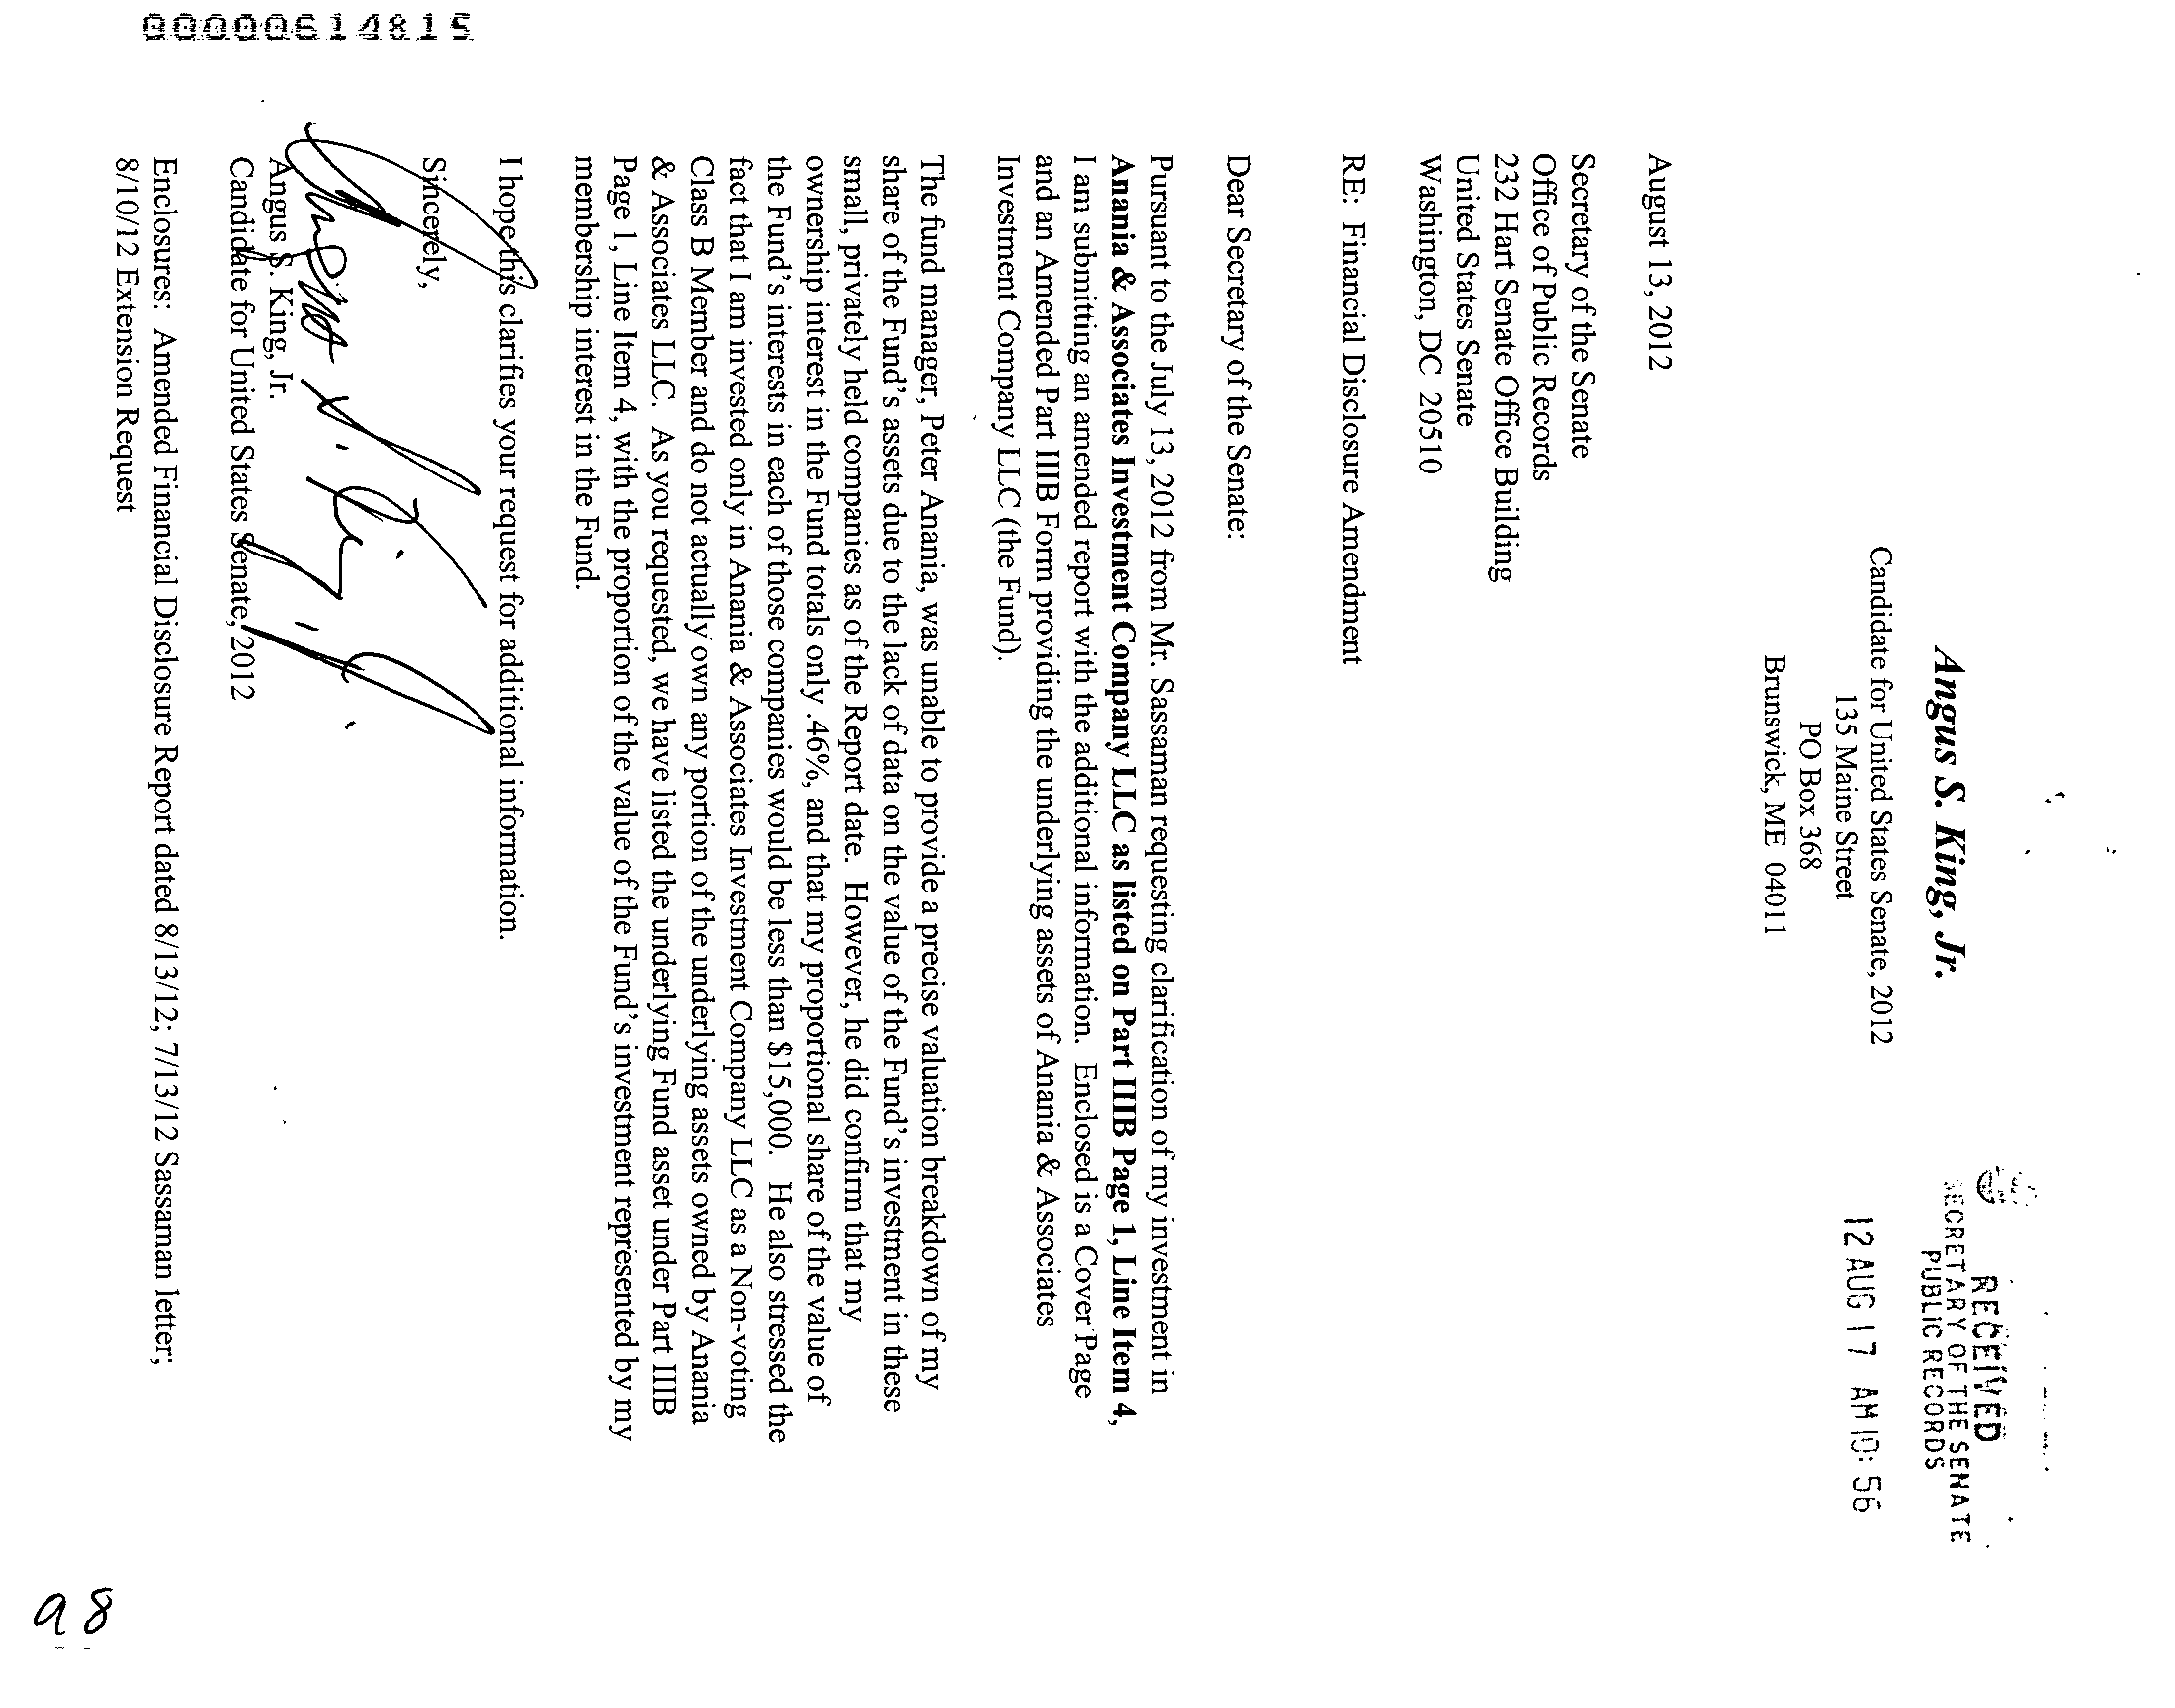 Angus S. King, Jr.
Candidate for United States Senate, 2012
135 Maine Street
PO Box 368
Brunswick, ME 04011
RECEIVED
SECRETARY OF THE SENATE
PUBLIC RECORDS
12 AUG 17 AM 10: 56
August 13, 2012
Secretary of the Senate
Office of Public Records
232 Hart Senate Office Building
United States Senate
Washington, DC 20510
RE: Financial Disclosure Amendment
Dear Secretary of the Senate:
Pursuant to the July 13, 2012 from Mr. Sassaman requesting clarification of my investment in
Anania & Associates Investment Company LLC as listed on Part IIIB Page 1, Line Item 4,
I am submitting an amended report with the additional information. Enclosed is a Cover Page
and an Amended Part IIIB Form providing the underlying assets of Anania & Associates
Investment Company LLC (the Fund).
The fund manager, Peter Anania, was unable to provide a precise valuation breakdown of my
share of the Fund's assets due to the lack of data on the value of the Fund's investment in these
small, privately held companies as of the Report date. However, he did confirm that my
ownership interest in the Fund totals only .46%, and that my proportional share of the value of
the Fund's interests in each of those companies would be less than $15,000. He also stressed the
fact that I am invested only in Anania & Associates Investment Company LLC as a Non-voting
Class B Member and do not actually own any portion of the underlying assets owned by Anania
& Associates LLC. As you requested, we have listed the underlying Fund asset under Part IIIB
Page 1, Line Item 4, with the proportion of the value of the Fund's investment represented by my
membership interest in the Fund.
I hope this clarifies your request for additional information.
Sincerely,
Angus S. King, Jr.
Angus S. King, Jr.
Candidate for United States Senate, 2012
Enclosures: Amended Financial Disclosure Report dated 8/13/12; 7/13/12 Sassaman letter;
8/10/12 Extension Request
00000614815
a8